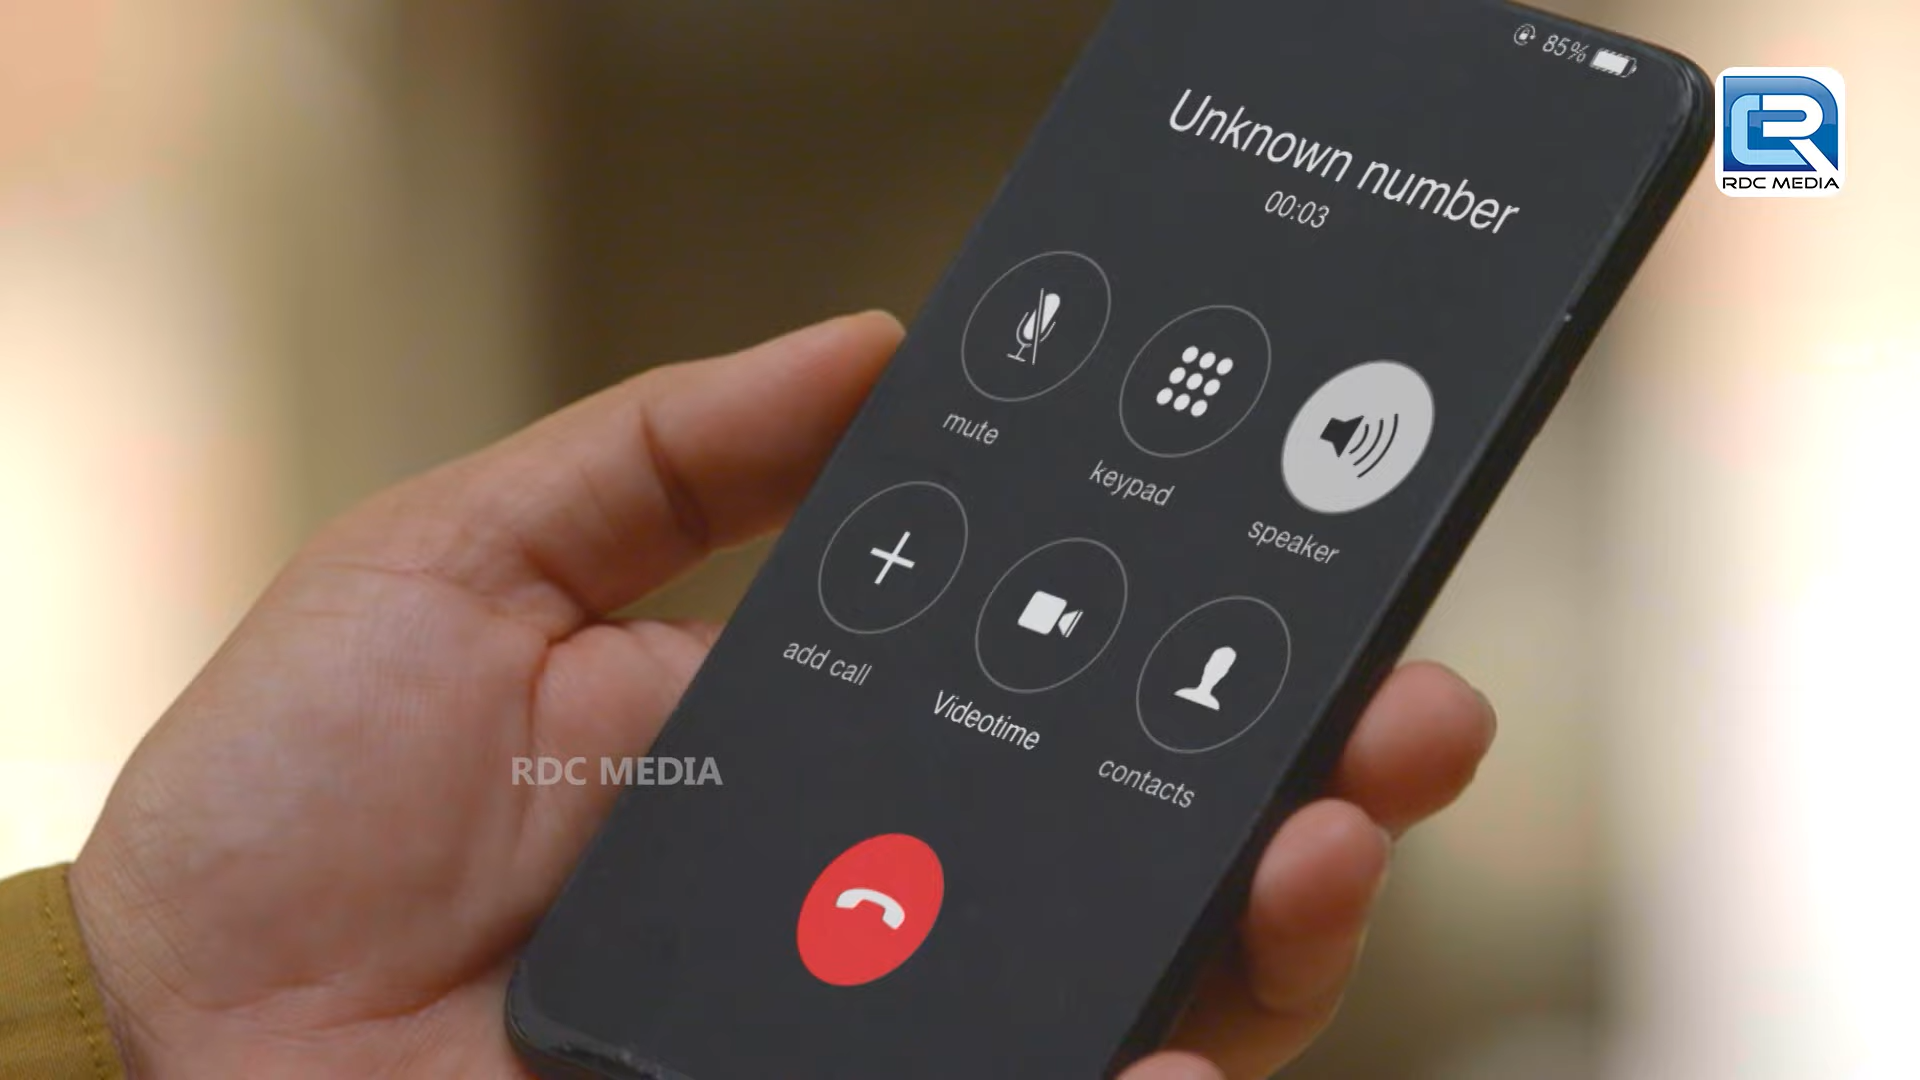 85%
Unknown number
00:03
mute
keypad
speaker
add call
Videotime
contacts
RDC MEDIA
RDC MEDIA